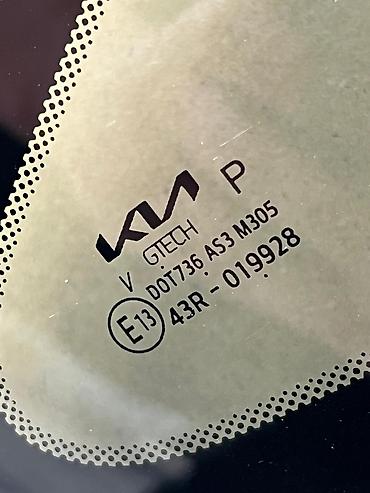 KIA P
V GTECH
DOT736 AS3 M305
E13 43R - 019928